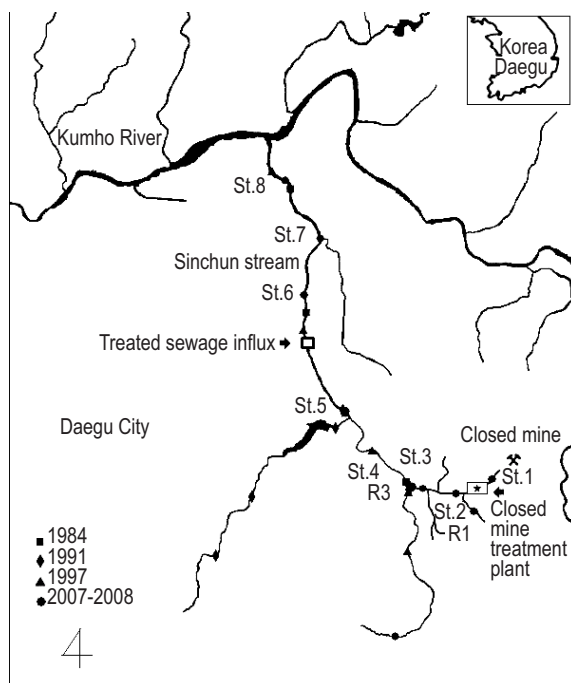 Korea
Daegu
Kumho River
St.8
St.7
Sinchun stream
St.6
Treated sewage influx
St.5
Daegu City
St.3
Closed mine
St.4
St.1
R3
St.2
R1
Closed
mine
treatment
plant
1984
1991
1997
2007-2008